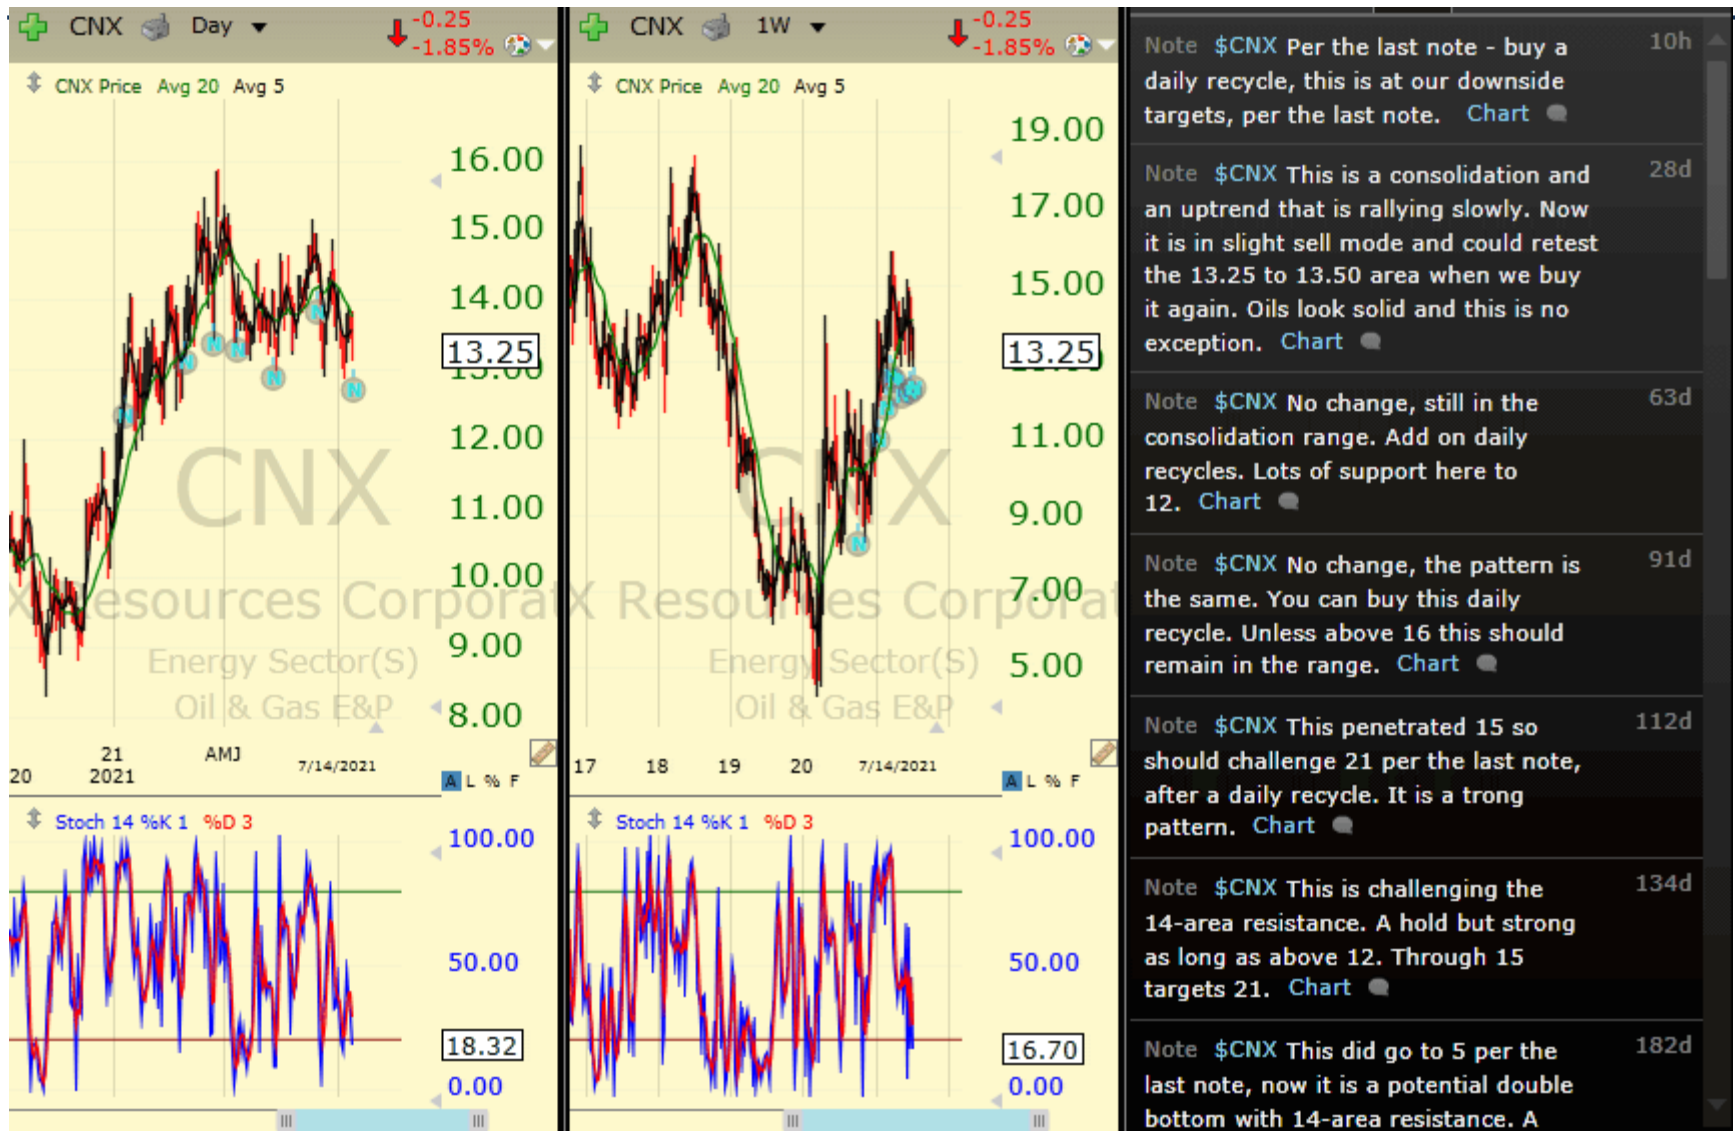 CNX Day
-0.25
-1.85%
CNX Price Avg 20 Avg 5
16.00
15.00
14.00
13.25
13.00
12.00
11.00
10.00
9.00
8.00
CNX
X Resources Corporat
Energy Sector(S)
Oil & Gas E&P
20
21
2021
AMJ
7/14/2021
A L % F
Stoch 14 %K 1 %D 3
100.00
50.00
18.32
0.00
N
N
N
N
N
N
N
CNX 1W
-0.25
-1.85%
CNX Price Avg 20 Avg 5
19.00
17.00
15.00
13.25
11.00
9.00
7.00
5.00
CNX
X Resources Corporat
Energy Sector(S)
Oil & Gas E&P
17 18 19 20 7/14/2021
A L % F
Stoch 14 %K 1 %D 3
100.00
50.00
16.70
0.00
N
Note $CNX Per the last note - buy a 10h
daily recycle, this is at our downside
targets, per the last note. Chart
Note $CNX This is a consolidation and 28d
an uptrend that is rallying slowly. Now
it is in slight sell mode and could retest
the 13.25 to 13.50 area when we buy
it again. Oils look solid and this is no
exception. Chart
Note $CNX No change, still in the 63d
consolidation range. Add on daily
recycles. Lots of support here to
12. Chart
Note $CNX No change, the pattern is 91d
the same. You can buy this daily
recycle. Unless above 16 this should
remain in the range. Chart
Note $CNX This penetrated 15 so 112d
should challenge 21 per the last note,
after a daily recycle. It is a trong
pattern. Chart
Note $CNX This is challenging the 134d
14-area resistance. A hold but strong
as long as above 12. Through 15
targets 21. Chart
Note $CNX This did go to 5 per the 182d
last note, now it is a potential double
bottom with 14-area resistance. A